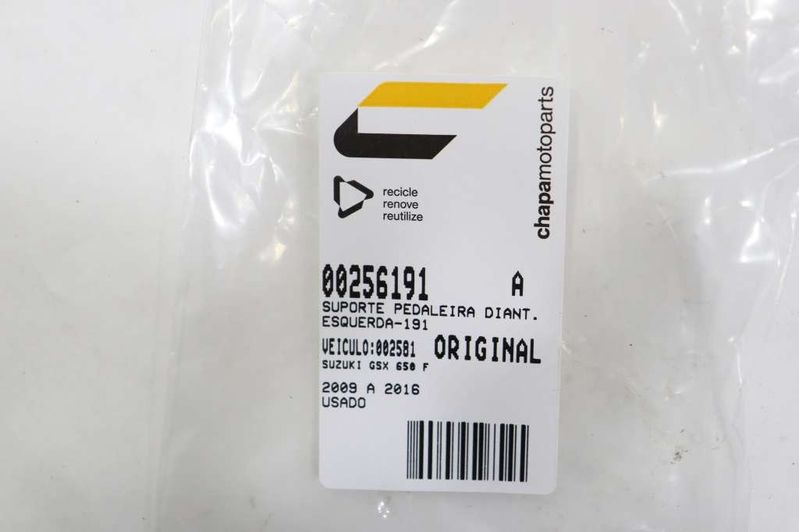 chapamotoparts
recicle
renove
reutilize
00256191 A
SUPORTE PEDALEIRA DIANT.
ESQUERDA-191
VEICULO:002581 ORIGINAL
SUZUKI GSX 650 F
2009 A 2016
USADO